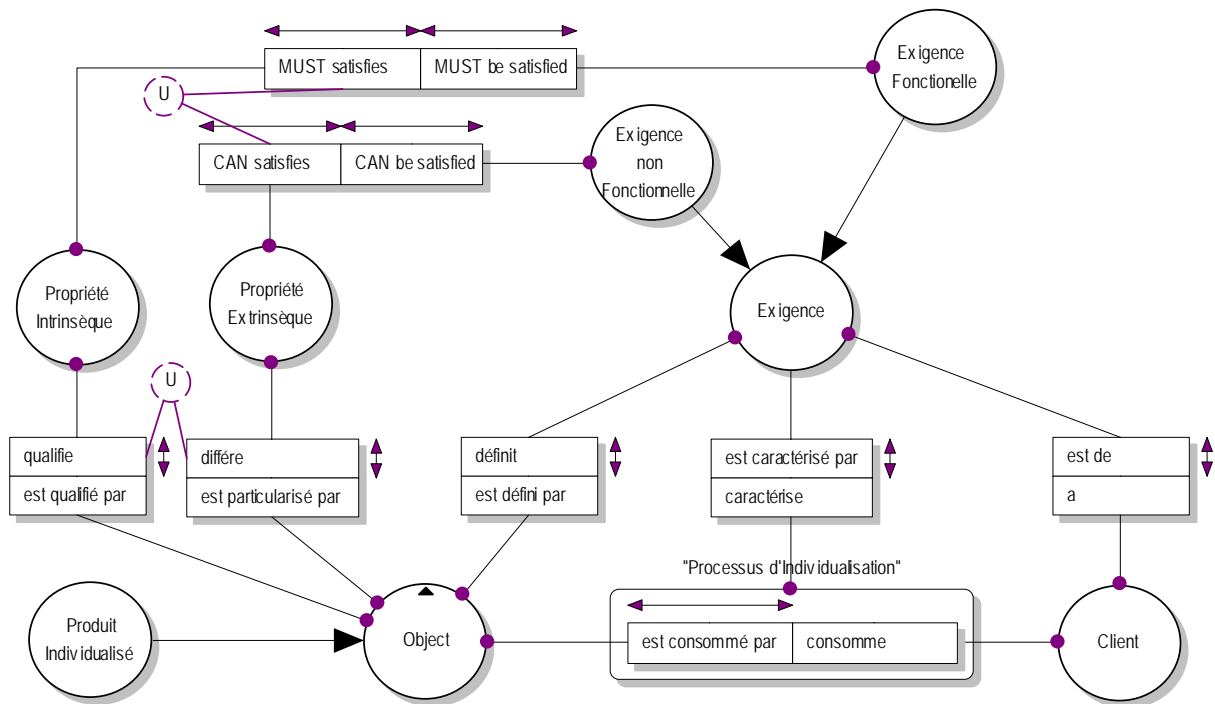 MUST satisfies
MUST be satisfied
Exigence
Fonctionelle
U
CAN satisfies
CAN be satisfied
Exigence
non
Fonctionnelle
Propriété
Intrinsèque
Propriété
Extrinsèque
Exigence
U
qualifie
est qualifié par
différe
est particularisé par
définit
est défini par
est caractérisé par
caractérise
est de
a
"Processus d'Individualisation"
Produit
Individualisé
Object
est consommé par
consomme
Client